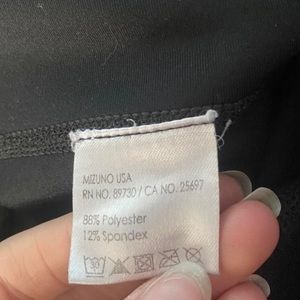 MIZUNO USA
RN NO. 89730 / CA NO. 25697
88% Polyester
12% Spandex